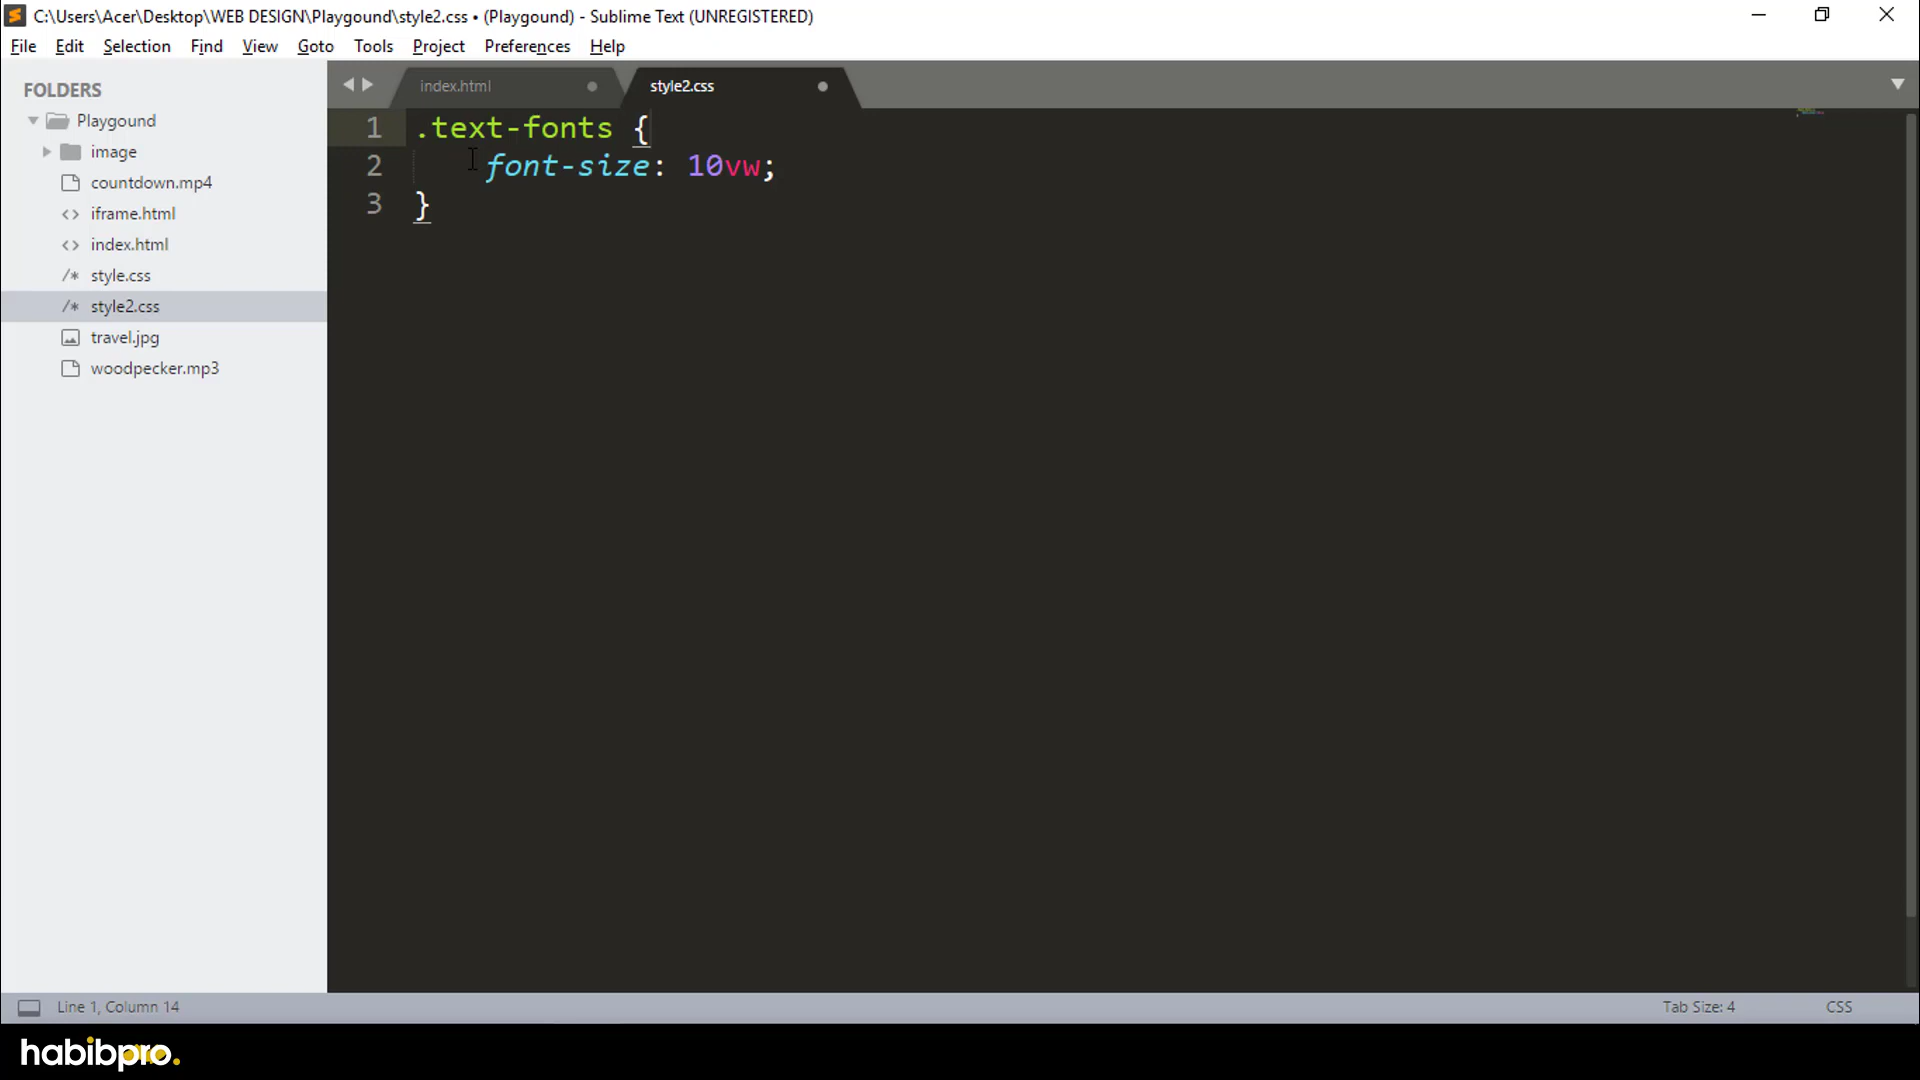 C:\Users\Acer\Desktop\WEB DESIGN\Playgound\style2.css • (Playgound) - Sublime Text (UNREGISTERED)
File Edit Selection Find View Goto Tools Project Preferences Help
FOLDERS
Playgound
image
countdown.mp4
iframe.html
index.html
style.css
style2.css
travel.jpg
woodpecker.mp3
index.html style2.css
1 .text-fonts {
2 font-size: 10vw;
3 }
Line 1, Column 14 Tab Size: 4 CSS
habibpro.